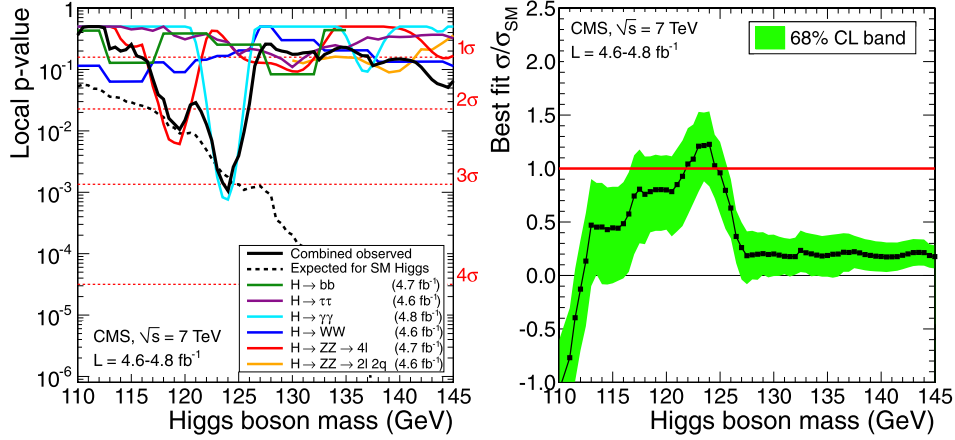 Local p-value
1
10⁻¹
10⁻²
10⁻³
10⁻⁴
10⁻⁵
10⁻⁶
1σ
2σ
3σ
4σ
Combined observed
Expected for SM Higgs
H → bb (4.7 fb⁻¹)
H → ττ (4.6 fb⁻¹)
H → γγ (4.8 fb⁻¹)
H → WW (4.6 fb⁻¹)
H → ZZ → 4l (4.7 fb⁻¹)
H → ZZ → 2l 2q (4.6 fb⁻¹)
CMS, √s = 7 TeV
L = 4.6-4.8 fb⁻¹
110 115 120 125 130 135 140 145
Higgs boson mass (GeV)
Best fit σ/σSM
2.5
2.0
1.5
1.0
0.5
0.0
-0.5
-1.0
CMS, √s = 7 TeV
L = 4.6-4.8 fb⁻¹
68% CL band
110 115 120 125 130 135 140 145
Higgs boson mass (GeV)